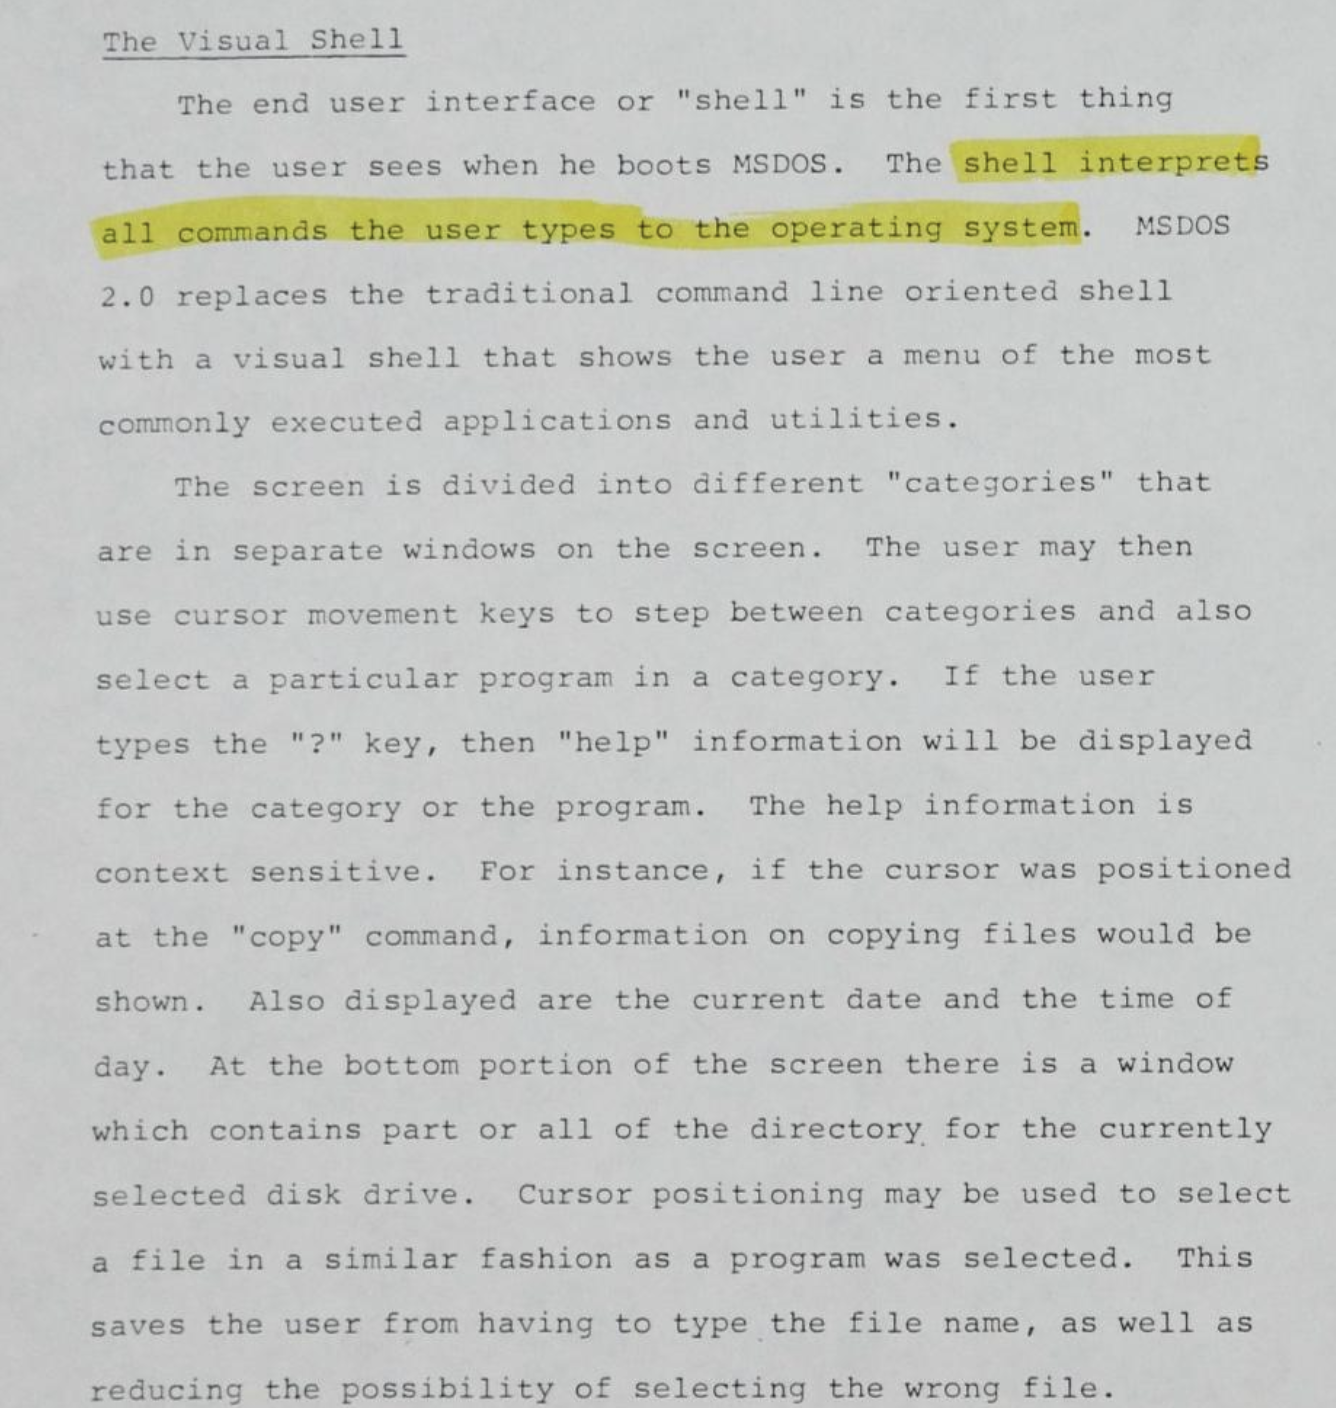 The Visual Shell
The end user interface or "shell" is the first thing
that the user sees when he boots MSDOS. The shell interprets
all commands the user types to the operating system. MSDOS
2.0 replaces the traditional command line oriented shell
with a visual shell that shows the user a menu of the most
commonly executed applications and utilities.
The screen is divided into different "categories" that
are in separate windows on the screen. The user may then
use cursor movement keys to step between categories and also
select a particular program in a category. If the user
types the "?" key, then "help" information will be displayed
for the category or the program. The help information is
context sensitive. For instance, if the cursor was positioned
at the "copy" command, information on copying files would be
shown. Also displayed are the current date and the time of
day. At the bottom portion of the screen there is a window
which contains part or all of the directory for the currently
selected disk drive. Cursor positioning may be used to select
a file in a similar fashion as a program was selected. This
saves the user from having to type the file name, as well as
reducing the possibility of selecting the wrong file.